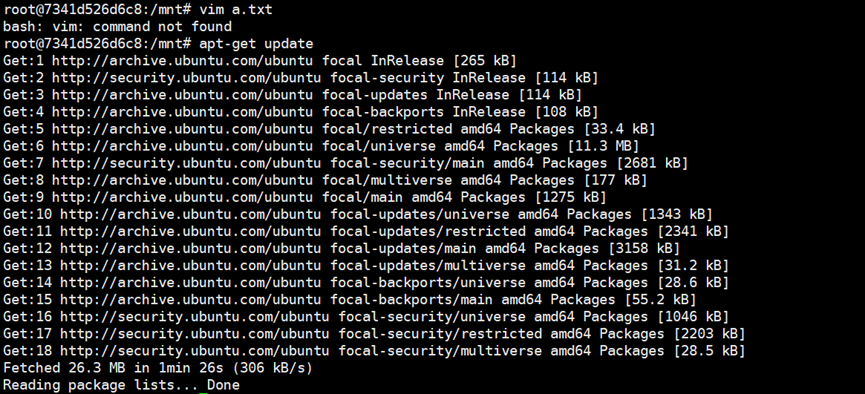 root@7341d526d6c8:/mnt# vim a.txt
bash: vim: command not found
root@7341d526d6c8:/mnt# apt-get update
Get:1 http://archive.ubuntu.com/ubuntu focal InRelease [265 kB]
Get:2 http://security.ubuntu.com/ubuntu focal-security InRelease [114 kB]
Get:3 http://archive.ubuntu.com/ubuntu focal-updates InRelease [114 kB]
Get:4 http://archive.ubuntu.com/ubuntu focal-backports InRelease [108 kB]
Get:5 http://archive.ubuntu.com/ubuntu focal/restricted amd64 Packages [33.4 kB]
Get:6 http://archive.ubuntu.com/ubuntu focal/universe amd64 Packages [11.3 MB]
Get:7 http://security.ubuntu.com/ubuntu focal-security/main amd64 Packages [2681 kB]
Get:8 http://archive.ubuntu.com/ubuntu focal/multiverse amd64 Packages [177 kB]
Get:9 http://archive.ubuntu.com/ubuntu focal/main amd64 Packages [1275 kB]
Get:10 http://archive.ubuntu.com/ubuntu focal-updates/universe amd64 Packages [1343 kB]
Get:11 http://archive.ubuntu.com/ubuntu focal-updates/restricted amd64 Packages [2341 kB]
Get:12 http://archive.ubuntu.com/ubuntu focal-updates/main amd64 Packages [3158 kB]
Get:13 http://archive.ubuntu.com/ubuntu focal-updates/multiverse amd64 Packages [31.2 kB]
Get:14 http://archive.ubuntu.com/ubuntu focal-backports/universe amd64 Packages [28.6 kB]
Get:15 http://archive.ubuntu.com/ubuntu focal-backports/main amd64 Packages [55.2 kB]
Get:16 http://security.ubuntu.com/ubuntu focal-security/universe amd64 Packages [1046 kB]
Get:17 http://security.ubuntu.com/ubuntu focal-security/restricted amd64 Packages [2203 kB]
Get:18 http://security.ubuntu.com/ubuntu focal-security/multiverse amd64 Packages [28.5 kB]
Fetched 26.3 MB in 1min 26s (306 kB/s)
Reading package lists... Done